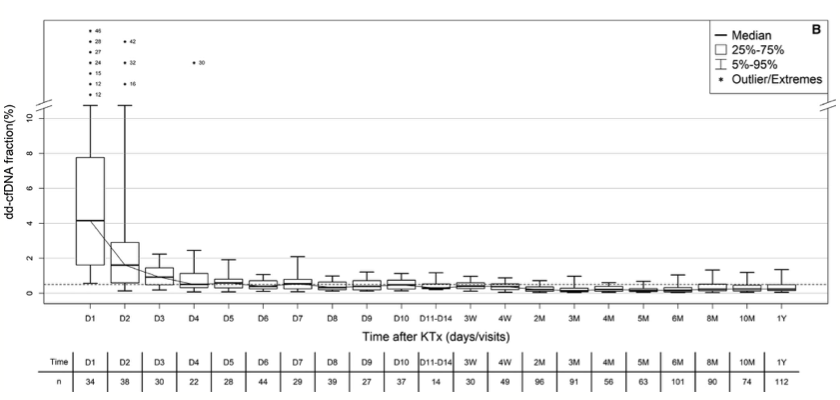 B
Median
25%-75%
5%-95%
* Outlier/Extremes
46
28
27
24
15
12
12
42
32
16
30
dd-cfDNA fraction(%)
10
8
6
4
2
0
D1 D2 D3 D4 D5 D6 D7 D8 D9 D10 D11-D14 3W 4W 2M 3M 4M 5M 6M 8M 10M 1Y
Time after KTx (days/visits)
Time D1 D2 D3 D4 D5 D6 D7 D8 D9 D10 D11-D14 3W 4W 2M 3M 4M 5M 6M 8M 10M 1Y
n 34 38 30 22 28 44 29 39 27 37 14 30 49 96 91 56 63 101 90 74 112